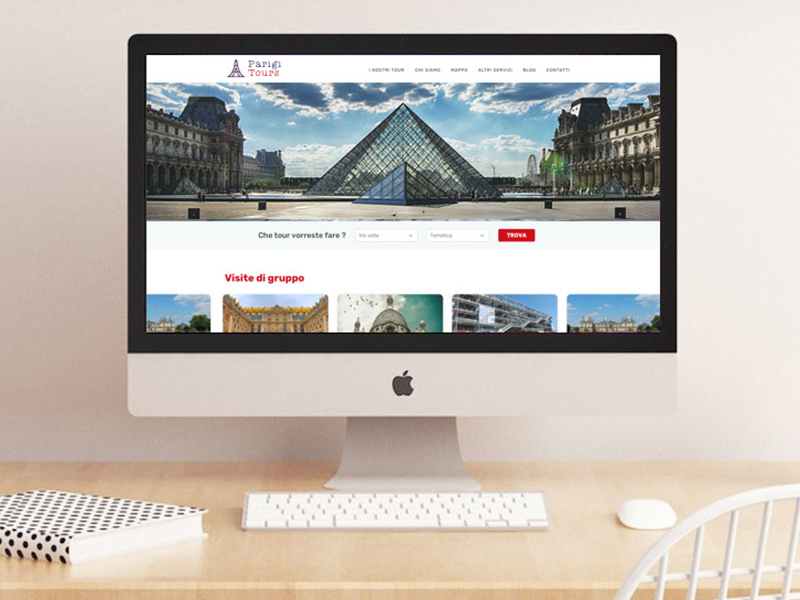 Parigi
Tours
I NOSTRI TOUR CHI SIAMO MAPPA ALTRI SERVIZI BLOG CONTATTI
Che tour vorreste fare ? Voi siete Tematica TROVA
Visite di gruppo